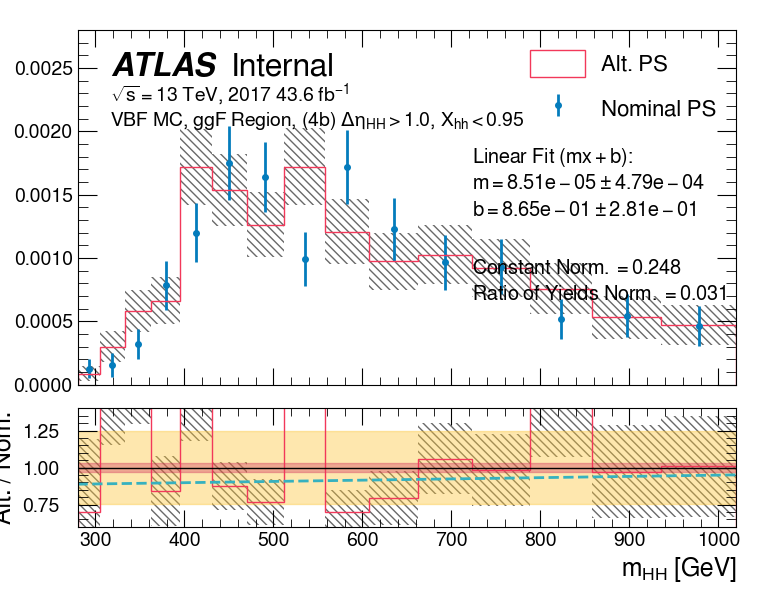 ATLAS Internal
√s = 13 TeV, 2017 43.6 fb⁻¹
VBF MC, ggF Region, (4b) Δη_HH > 1.0, X_hh < 0.95
Alt. PS
Nominal PS
Linear Fit (mx + b):
m = 8.51e − 05 ± 4.79e − 04
b = 8.65e − 01 ± 2.81e − 01
Constant Norm. = 0.248
Ratio of Yields Norm. = 0.031
0.0025
0.0020
0.0015
0.0010
0.0005
0.0000
Alt. / Nom.
1.25
1.00
0.75
300 400 500 600 700 800 900 1000
m_HH [GeV]